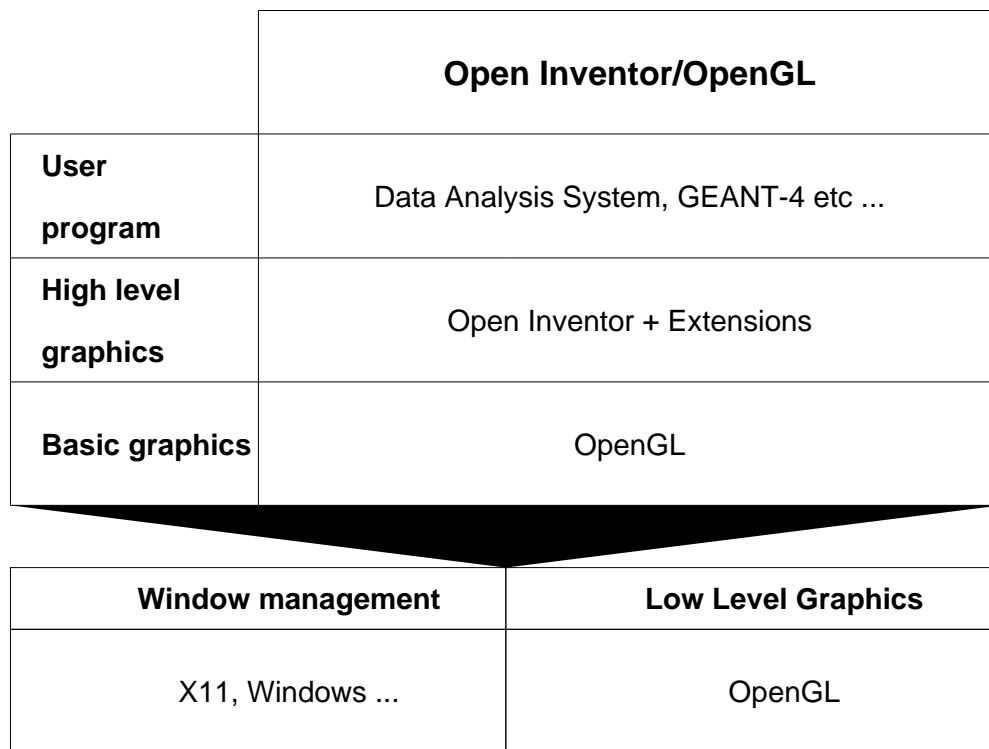 Open Inventor/OpenGL
User
program
Data Analysis System, GEANT-4 etc ...
High level
graphics
Open Inventor + Extensions
Basic graphics
OpenGL
Window management
Low Level Graphics
X11, Windows ...
OpenGL